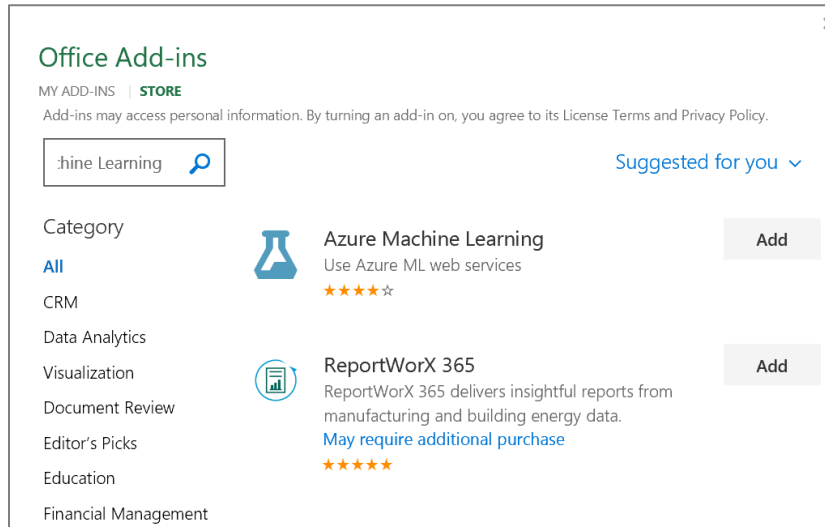 Office Add-ins
MY ADD-INS | STORE
Add-ins may access personal information. By turning an add-in on, you agree to its License Terms and Privacy Policy.
:hine Learning
Suggested for you
Category
All
CRM
Data Analytics
Visualization
Document Review
Editor's Picks
Education
Financial Management
Azure Machine Learning
Use Azure ML web services
Add
ReportWorX 365
ReportWorX 365 delivers insightful reports from
manufacturing and building energy data.
May require additional purchase
Add